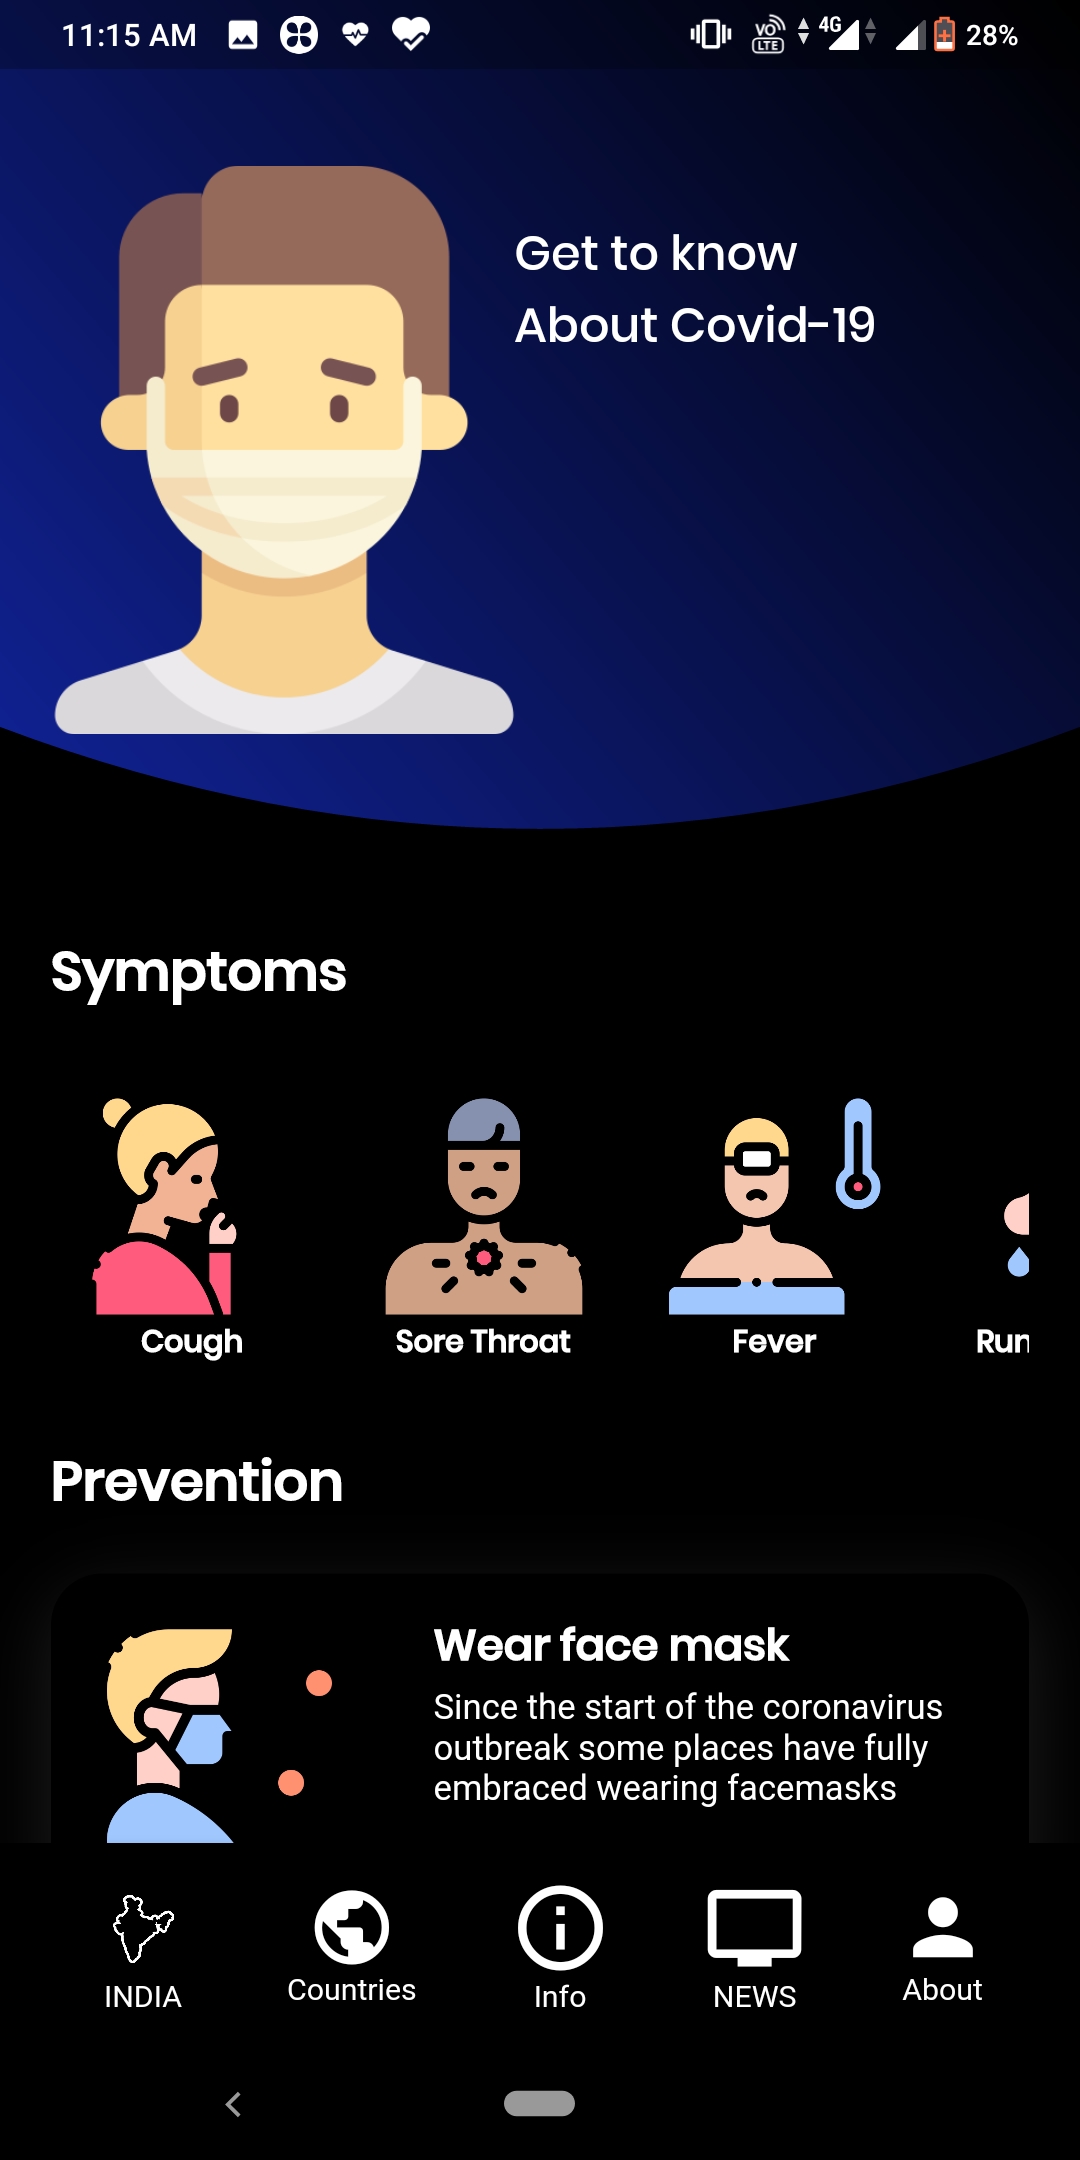 11:15 AM
VO LTE 4G 28%
Get to know
About Covid-19
Symptoms
Cough Sore Throat Fever Run
Prevention
Wear face mask
Since the start of the coronavirus
outbreak some places have fully
embraced wearing facemasks
INDIA Countries Info NEWS About